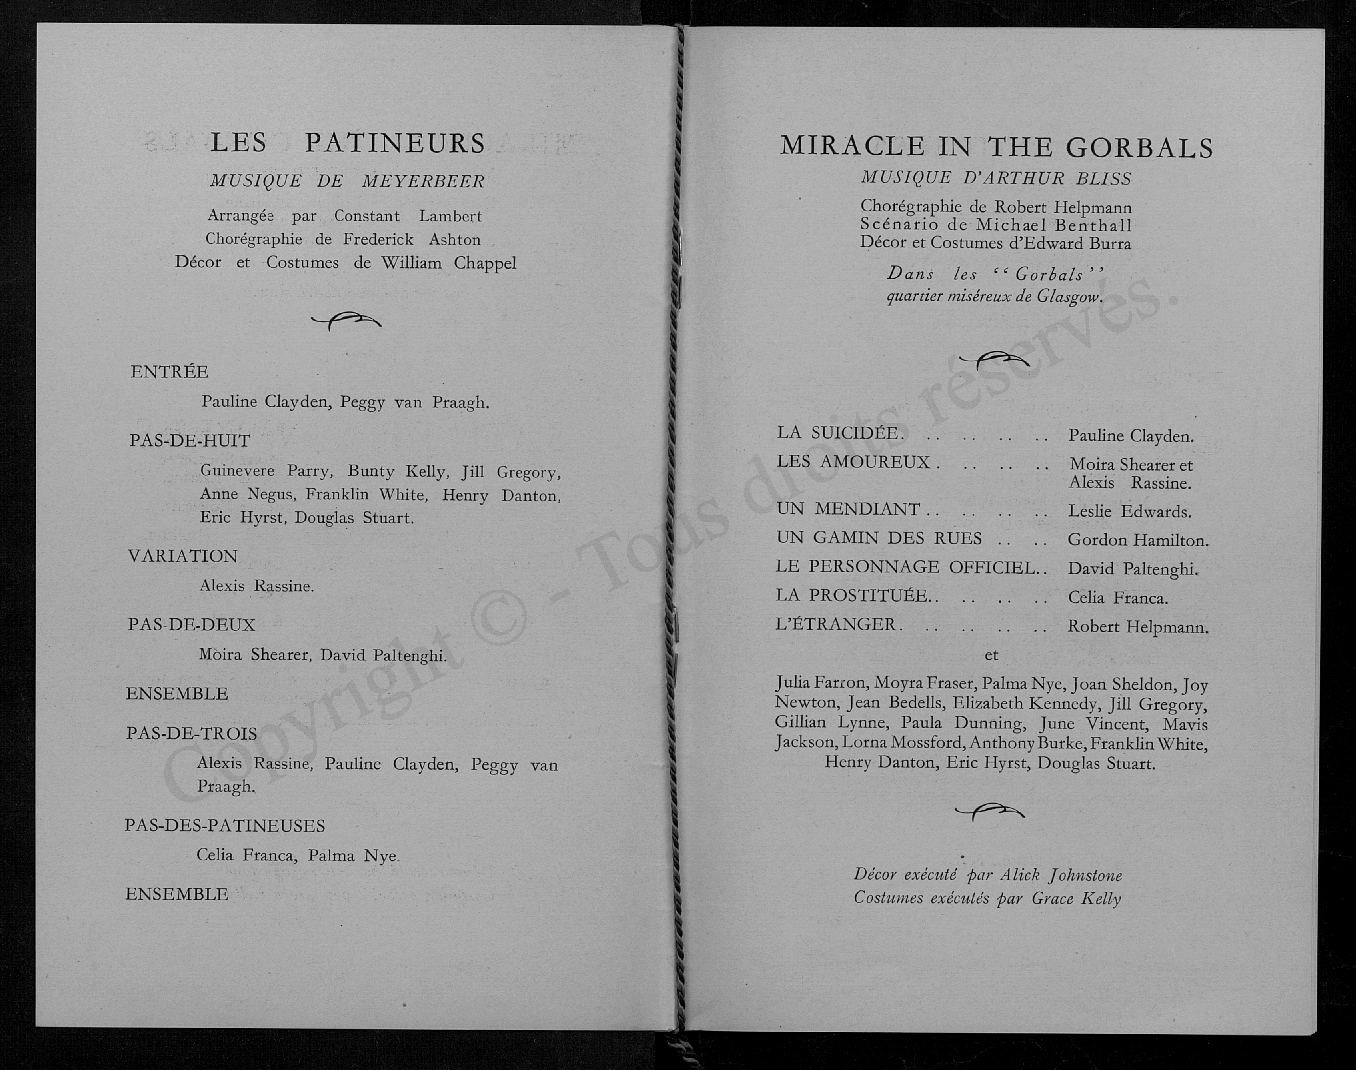 LES PATINEURS
MUSIQUE DE MEYERBEER
Arrangée par Constant Lambert
Chorégraphie de Frederick Ashton
Décor et Costumes de William Chappel
ENTRÉE
Pauline Clayden, Peggy van Praagh.
PAS-DE-HUIT
Guinevere Parry, Bunty Kelly, Jill Gregory,
Anne Negus, Franklin White, Henry Danton,
Eric Hyrst, Douglas Stuart.
VARIATION
Alexis Rassine.
PAS-DE-DEUX
Moira Shearer, David Paltenghi.
ENSEMBLE
PAS-DE-TROIS
Alexis Rassine, Pauline Clayden, Peggy van
Praagh.
PAS-DES-PATINEUSES
Celia Franca, Palma Nye.
ENSEMBLE
MIRACLE IN THE GORBALS
MUSIQUE D'ARTHUR BLISS
Chorégraphie de Robert Helpmann
Scénario de Michael Benthall
Décor et Costumes d'Edward Burra
Dans les "Gorbals"
quartier miséreux de Glasgow.
LA SUICIDÉE. . .. .. .. .. Pauline Clayden.
LES AMOUREUX . . .. .. .. Moira Shearer et
Alexis Rassine.
UN MENDIANT .. .. .. .. Leslie Edwards.
UN GAMIN DES RUES .. .. Gordon Hamilton.
LE PERSONNAGE OFFICIEL.. David Paltenghi.
LA PROSTITUÉE.. .. .. .. Celia Franca.
L'ÉTRANGER. . .. .. .. .. Robert Helpmann.
et
Julia Farron, Moyra Fraser, Palma Nye, Joan Sheldon, Joy
Newton, Jean Bedells, Elizabeth Kennedy, Jill Gregory,
Gillian Lynne, Paula Dunning, June Vincent, Mavis
Jackson, Lorna Mossford, Anthony Burke, Franklin White,
Henry Danton, Eric Hyrst, Douglas Stuart.
Décor exécuté par Alick Johnstone
Costumes exécutés par Grace Kelly
Copyright © - Tous droits réservés.